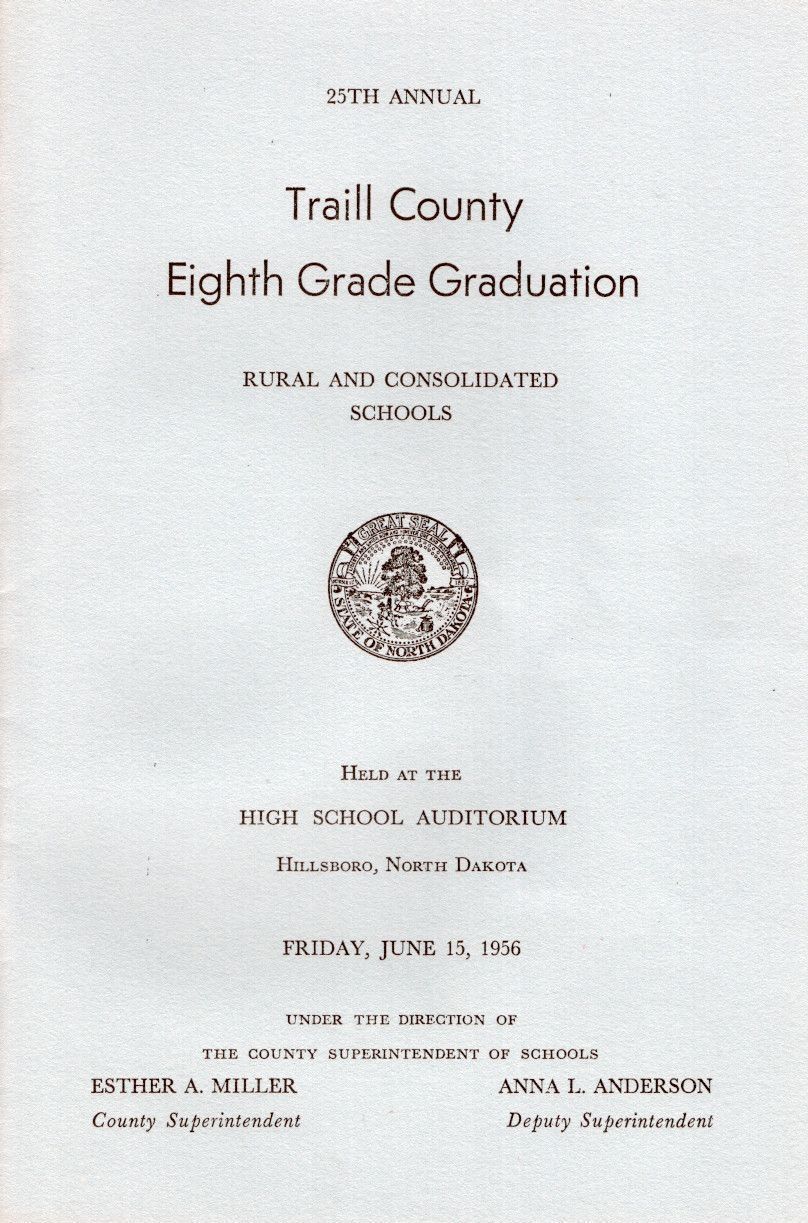 25TH ANNUAL
Traill County
Eighth Grade Graduation
RURAL AND CONSOLIDATED
SCHOOLS
GREAT SEAL
STATE OF NORTH DAKOTA
HELD AT THE
HIGH SCHOOL AUDITORIUM
HILLSBORO, NORTH DAKOTA
FRIDAY, JUNE 15, 1956
UNDER THE DIRECTION OF
THE COUNTY SUPERINTENDENT OF SCHOOLS
ESTHER A. MILLER ANNA L. ANDERSON
County Superintendent Deputy Superintendent